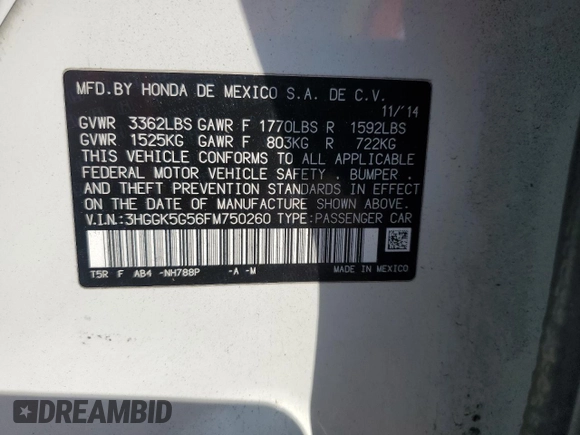 MFD.BY HONDA DE MEXICO S.A. DE C.V.
11/'14
GVWR 3362LBS GAWR F 1770LBS R 1592LBS
GVWR 1525KG GAWR F 803KG R 722KG
THIS VEHICLE CONFORMS TO ALL APPLICABLE
FEDERAL MOTOR VEHICLE SAFETY, BUMPER,
AND THEFT PREVENTION STANDARDS IN EFFECT
ON THE DATE OF MANUFACTURE SHOWN ABOVE.
V.I.N.:3HGGK5G56FM750260 TYPE:PASSENGER CAR
T5R F AB4 -NH788P -A -M MADE IN MEXICO
DREAMBID